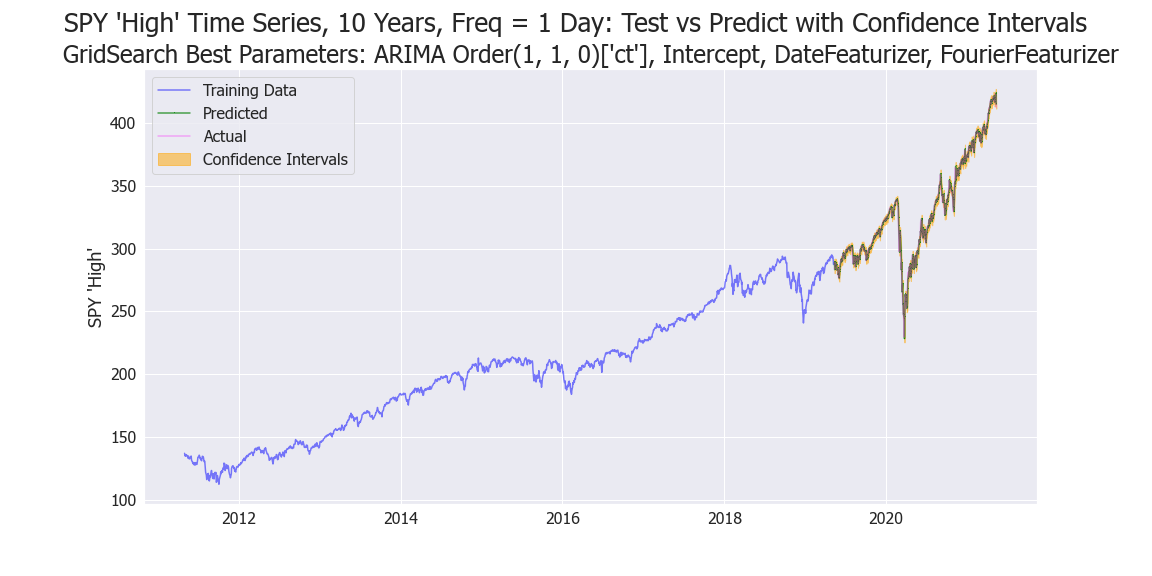 SPY 'High' Time Series, 10 Years, Freq = 1 Day: Test vs Predict with Confidence Intervals
GridSearch Best Parameters: ARIMA Order(1, 1, 0)['ct'], Intercept, DateFeaturizer, FourierFeaturizer
Training Data
Predicted
Actual
Confidence Intervals
SPY 'High'
400
350
300
250
200
150
100
2012
2014
2016
2018
2020